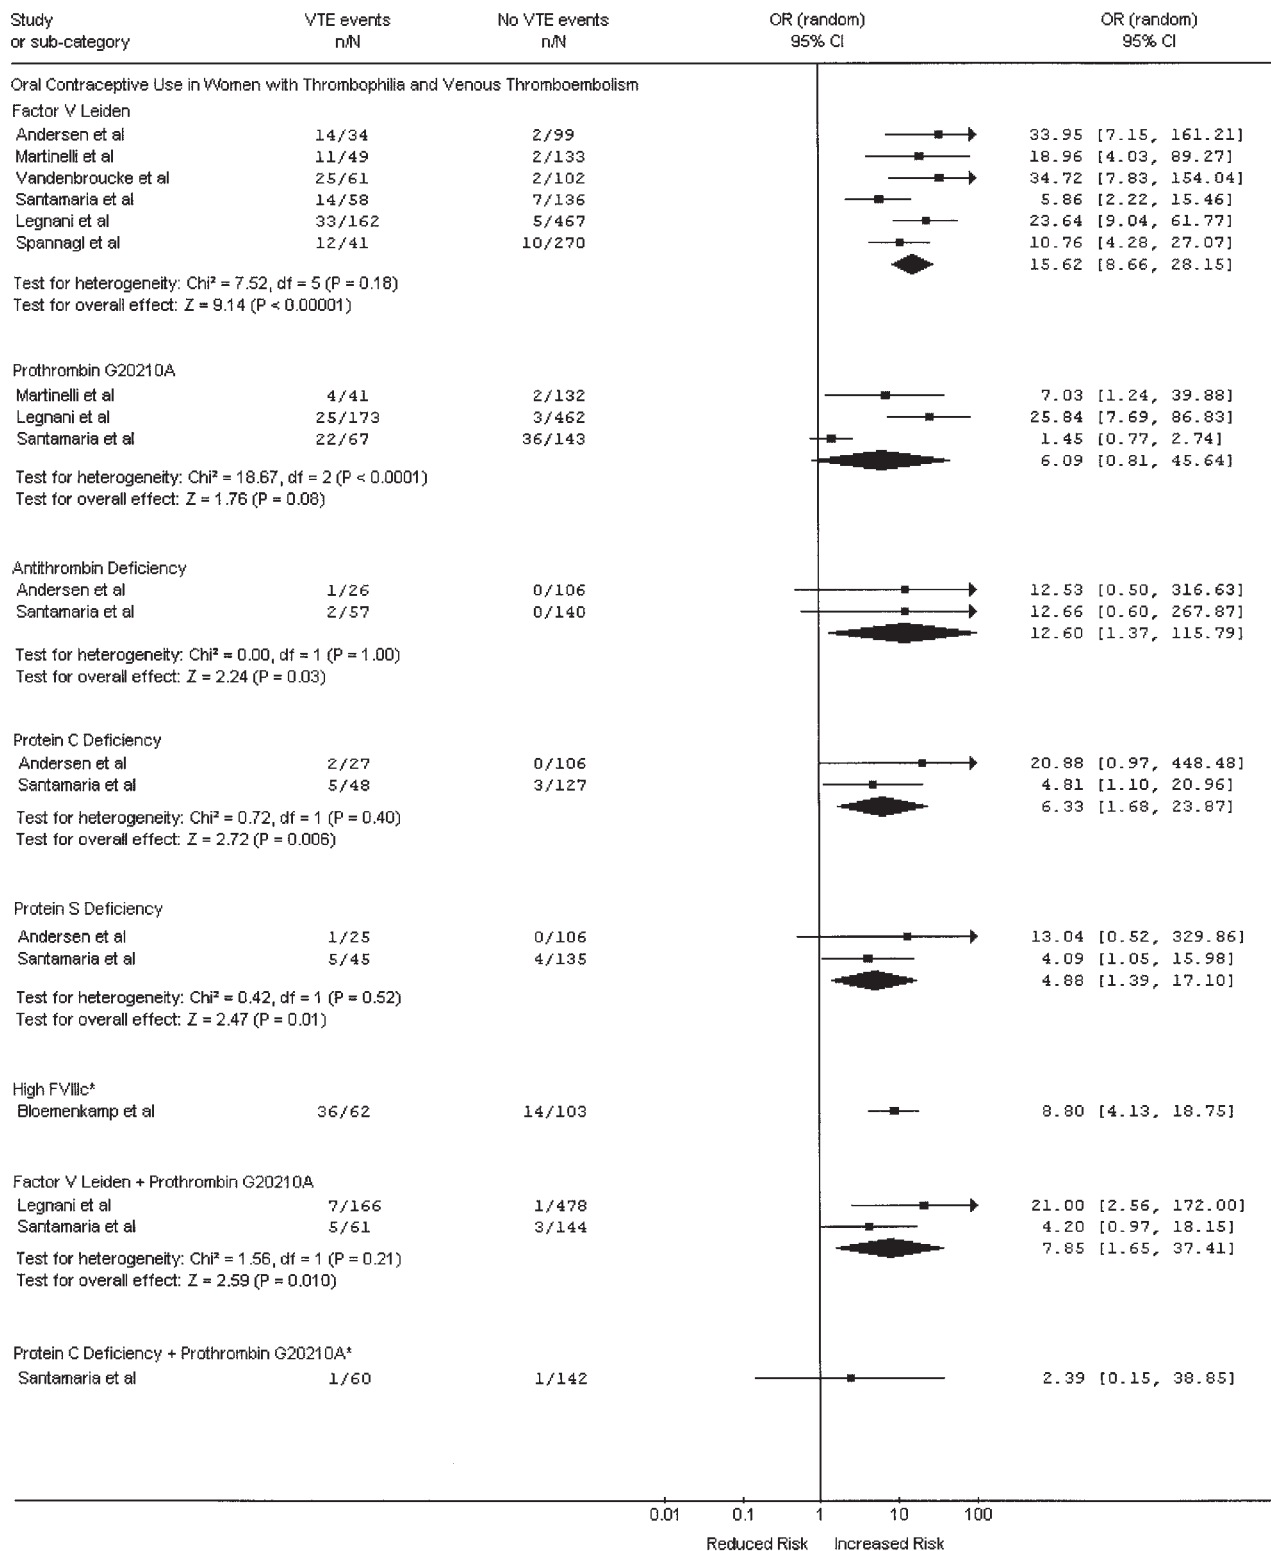 Study VTE events No VTE events OR (random) OR (random)
or sub-category n/N n/N 95% CI 95% CI
Oral Contraceptive Use in Women with Thrombophilia and Venous Thromboembolism
Factor V Leiden
Andersen et al 14/34 2/99 33.95 [7.15, 161.21]
Martinelli et al 11/49 2/133 18.96 [4.03, 89.27]
Vandenbroucke et al 25/61 2/102 34.72 [7.83, 154.04]
Santamaria et al 14/58 7/136 5.86 [2.22, 15.46]
Legnani et al 33/162 5/467 23.64 [9.04, 61.77]
Spannagl et al 12/41 10/270 10.76 [4.28, 27.07]
15.62 [8.66, 28.15]
Test for heterogeneity: Chi² = 7.52, df = 5 (P = 0.18)
Test for overall effect: Z = 9.14 (P < 0.00001)
Prothrombin G20210A
Martinelli et al 4/41 2/132 7.03 [1.24, 39.88]
Legnani et al 25/173 3/462 25.84 [7.69, 86.83]
Santamaria et al 22/67 36/143 1.45 [0.77, 2.74]
6.09 [0.81, 45.64]
Test for heterogeneity: Chi² = 18.67, df = 2 (P < 0.0001)
Test for overall effect: Z = 1.76 (P = 0.08)
Antithrombin Deficiency
Andersen et al 1/26 0/106 12.53 [0.50, 316.63]
Santamaria et al 2/57 0/140 12.66 [0.60, 267.87]
12.60 [1.37, 115.79]
Test for heterogeneity: Chi² = 0.00, df = 1 (P = 1.00)
Test for overall effect: Z = 2.24 (P = 0.03)
Protein C Deficiency
Andersen et al 2/27 0/106 20.88 [0.97, 448.48]
Santamaria et al 5/48 3/127 4.81 [1.10, 20.96]
6.33 [1.68, 23.87]
Test for heterogeneity: Chi² = 0.72, df = 1 (P = 0.40)
Test for overall effect: Z = 2.72 (P = 0.006)
Protein S Deficiency
Andersen et al 1/25 0/106 13.04 [0.52, 329.86]
Santamaria et al 5/45 4/135 4.09 [1.05, 15.98]
4.88 [1.39, 17.10]
Test for heterogeneity: Chi² = 0.42, df = 1 (P = 0.52)
Test for overall effect: Z = 2.47 (P = 0.01)
High FVIIIc*
Bloemenkamp et al 36/62 14/103 8.80 [4.13, 18.75]
Factor V Leiden + Prothrombin G20210A
Legnani et al 7/166 1/478 21.00 [2.56, 172.00]
Santamaria et al 5/61 3/144 4.20 [0.97, 18.15]
7.85 [1.65, 37.41]
Test for heterogeneity: Chi² = 1.56, df = 1 (P = 0.21)
Test for overall effect: Z = 2.59 (P = 0.010)
Protein C Deficiency + Prothrombin G20210A*
Santamaria et al 1/60 1/142 2.39 [0.15, 38.85]
0.01 0.1 1 10 100
Reduced Risk Increased Risk